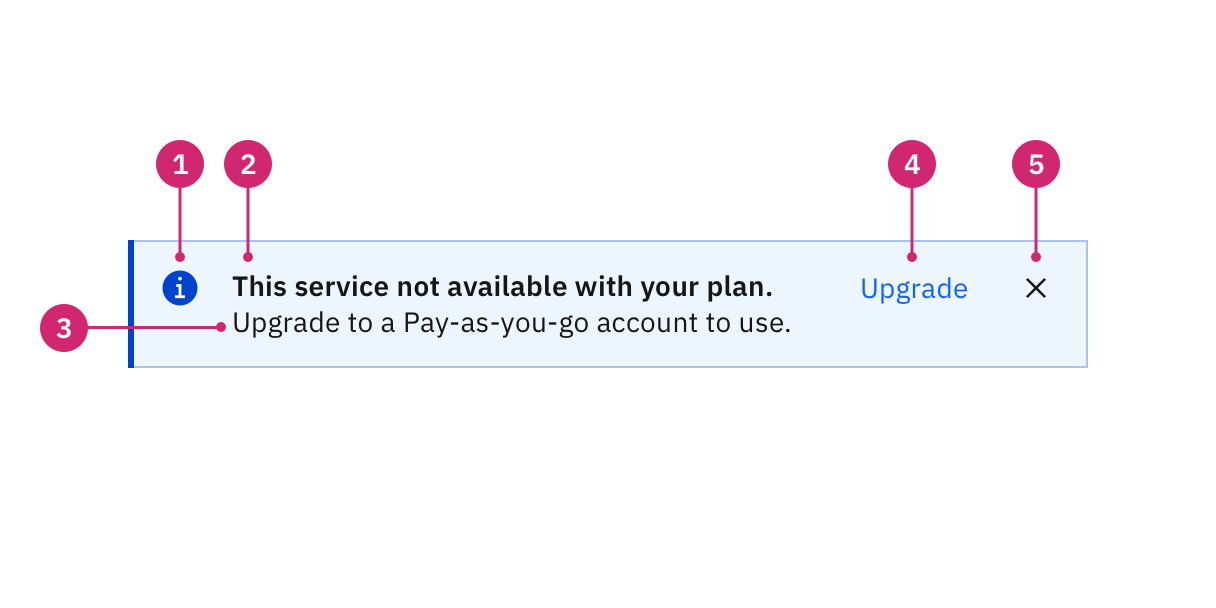 1 2 4 5
This service not available with your plan. Upgrade
3 Upgrade to a Pay-as-you-go account to use.